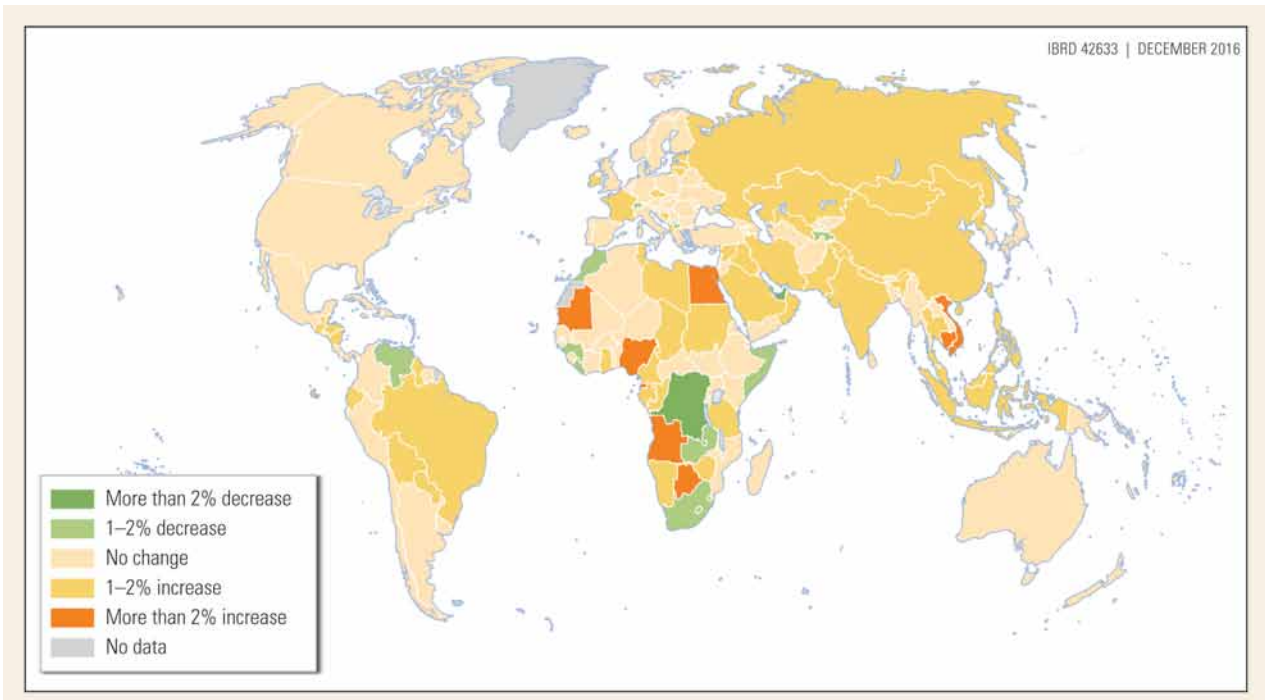 IBRD 42633 | DECEMBER 2016
More than 2% decrease
1–2% decrease
No change
1–2% increase
More than 2% increase
No data